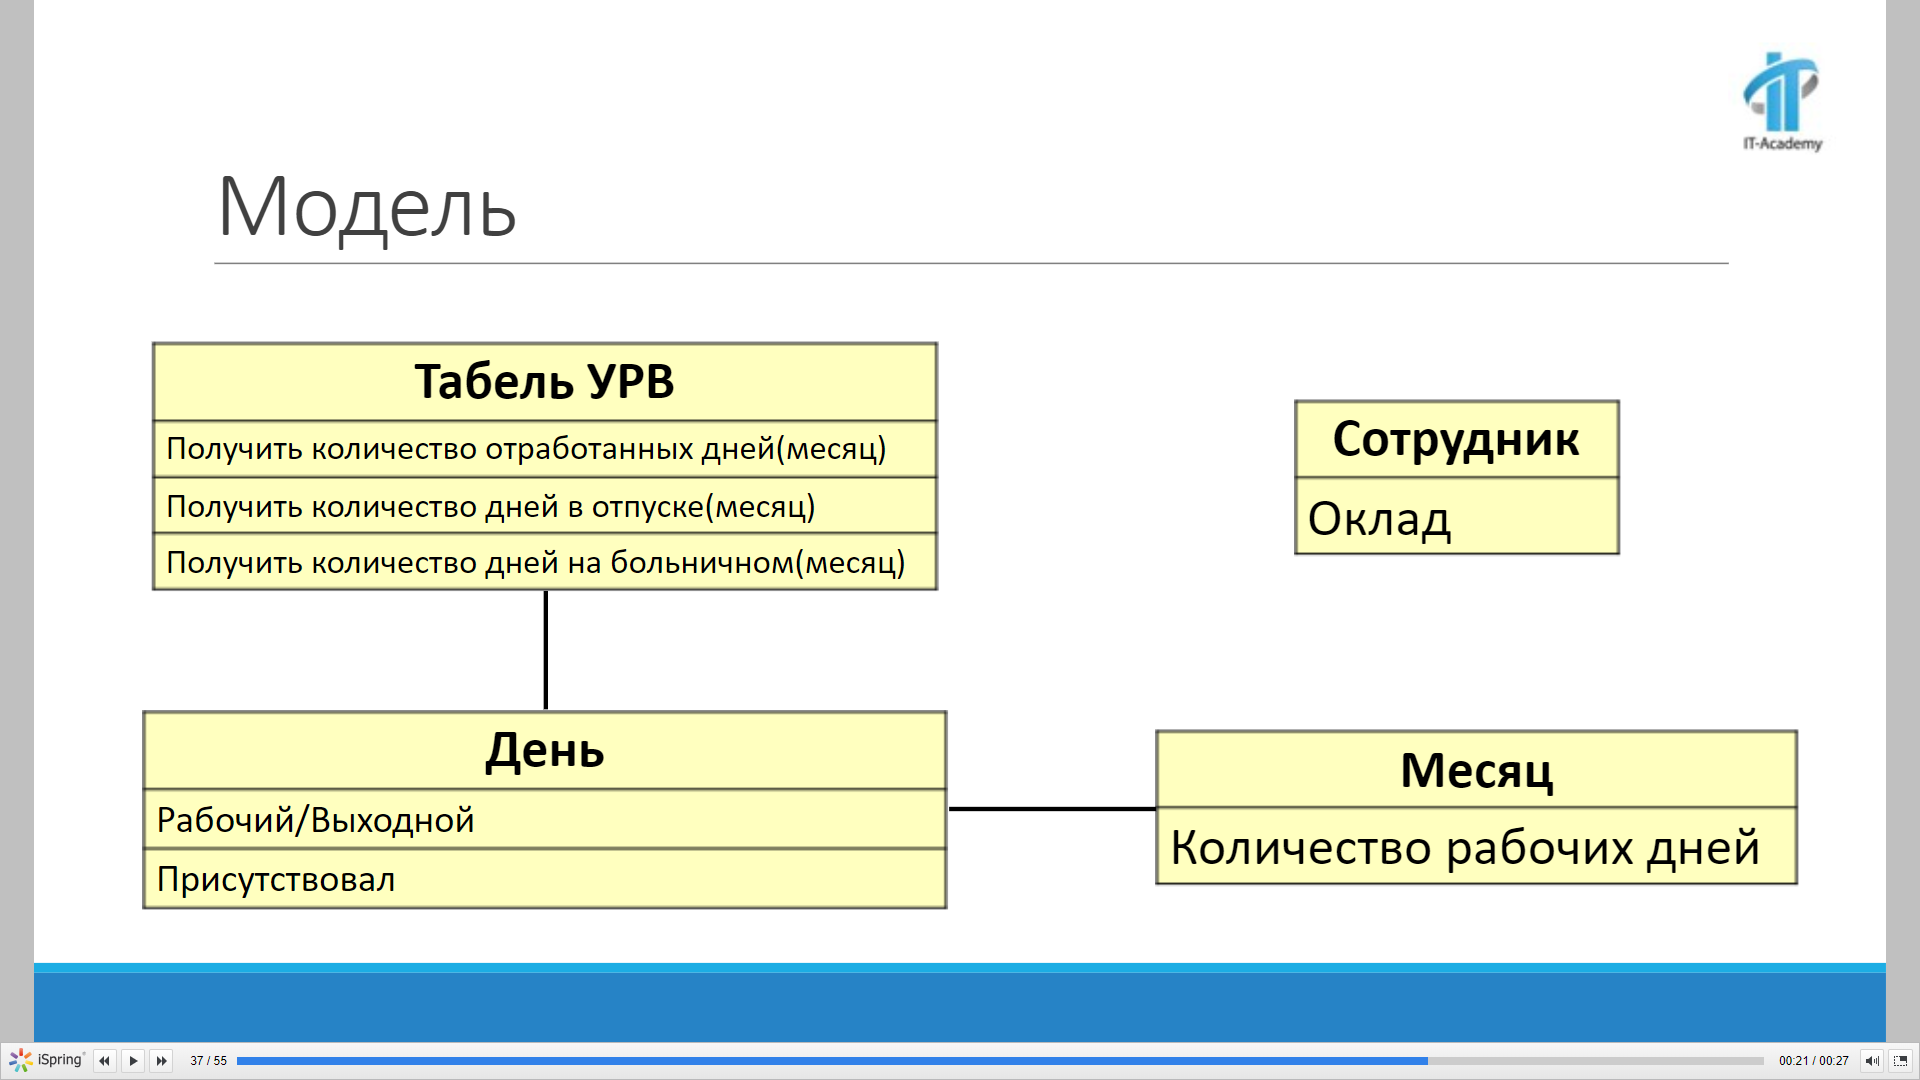 IT-Academy
Модель
Табель УРВ
Получить количество отработанных дней(месяц)
Получить количество дней в отпуске(месяц)
Получить количество дней на больничном(месяц)
Сотрудник
Оклад
День
Рабочий/Выходной
Присутствовал
Месяц
Количество рабочих дней
iSpring
37 / 55
00:21 / 00:27